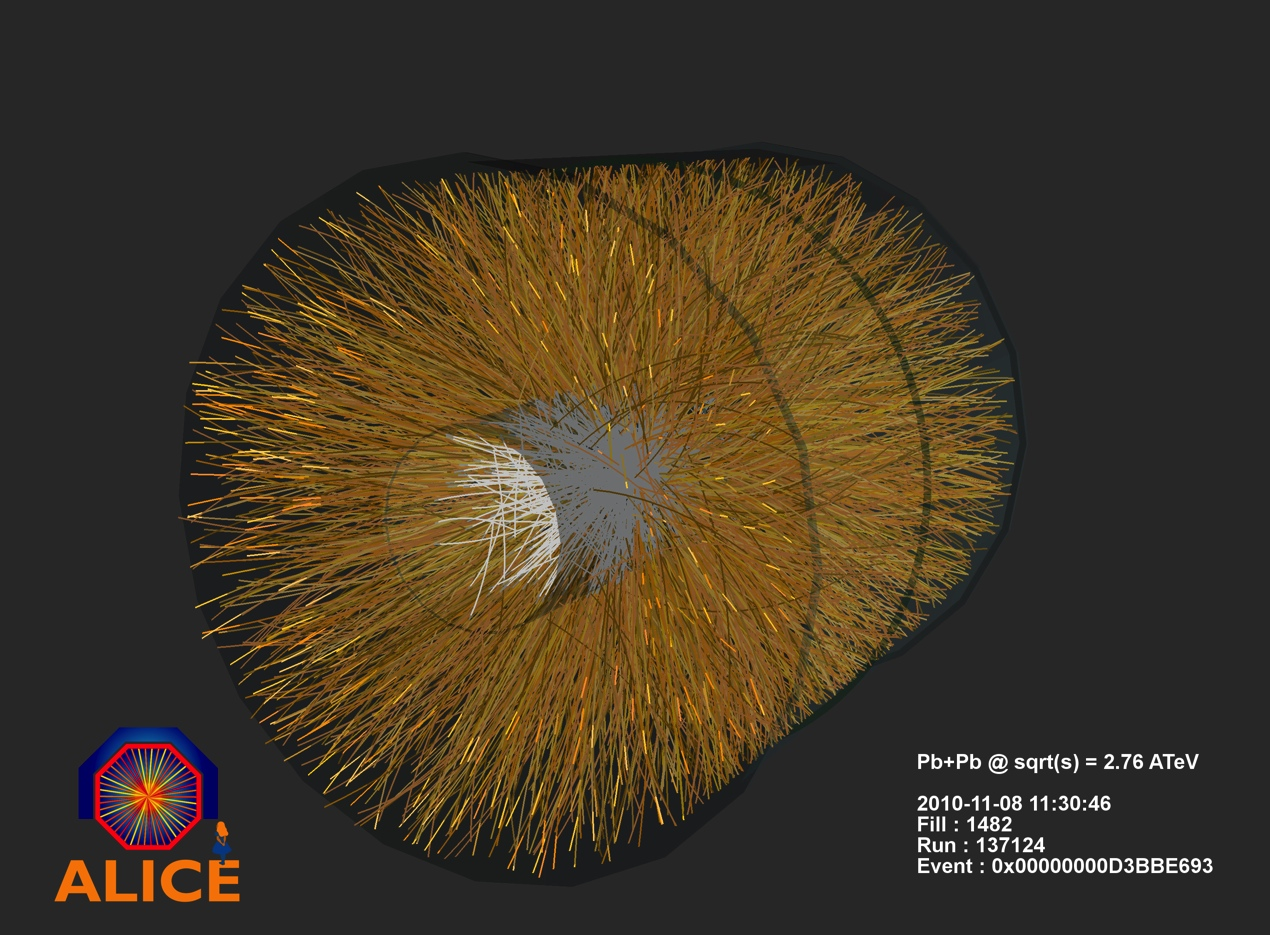 Pb+Pb @ sqrt(s) = 2.76 ATeV
2010-11-08 11:30:46
Fill : 1482
Run : 137124
Event : 0x00000000D3BBE693
ALICE